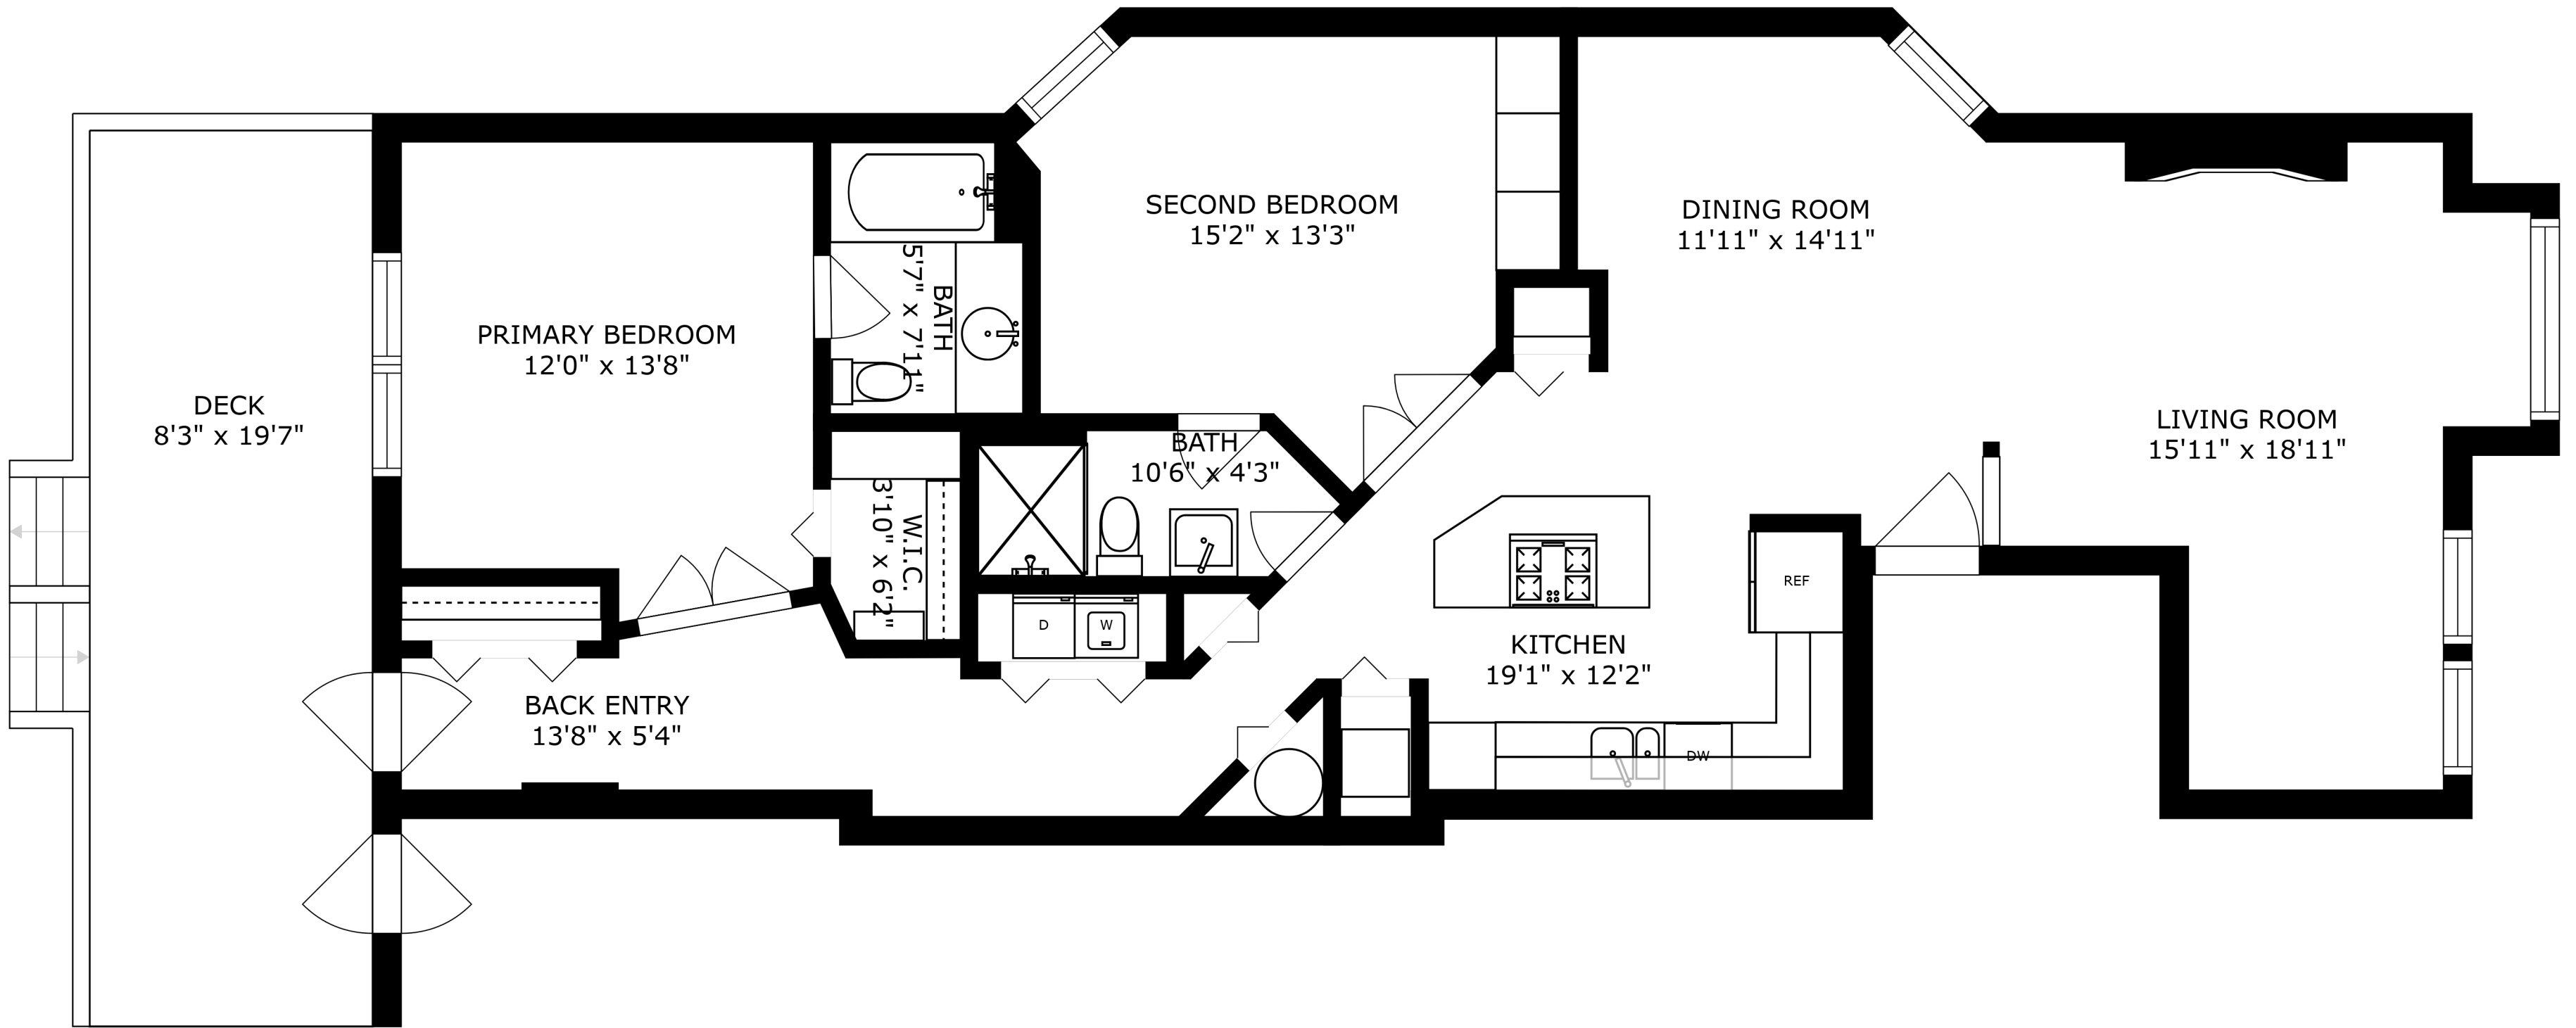 SECOND BEDROOM
15'2" x 13'3"
DINING ROOM
11'11" x 14'11"
PRIMARY BEDROOM
12'0" x 13'8"
BATH
5'7" x 7'11"
DECK
8'3" x 19'7"
LIVING ROOM
15'11" x 18'11"
BATH
10'6" x 4'3"
W.I.C.
3'10" x 6'2"
REF
D
W
KITCHEN
19'1" x 12'2"
BACK ENTRY
13'8" x 5'4"
DW